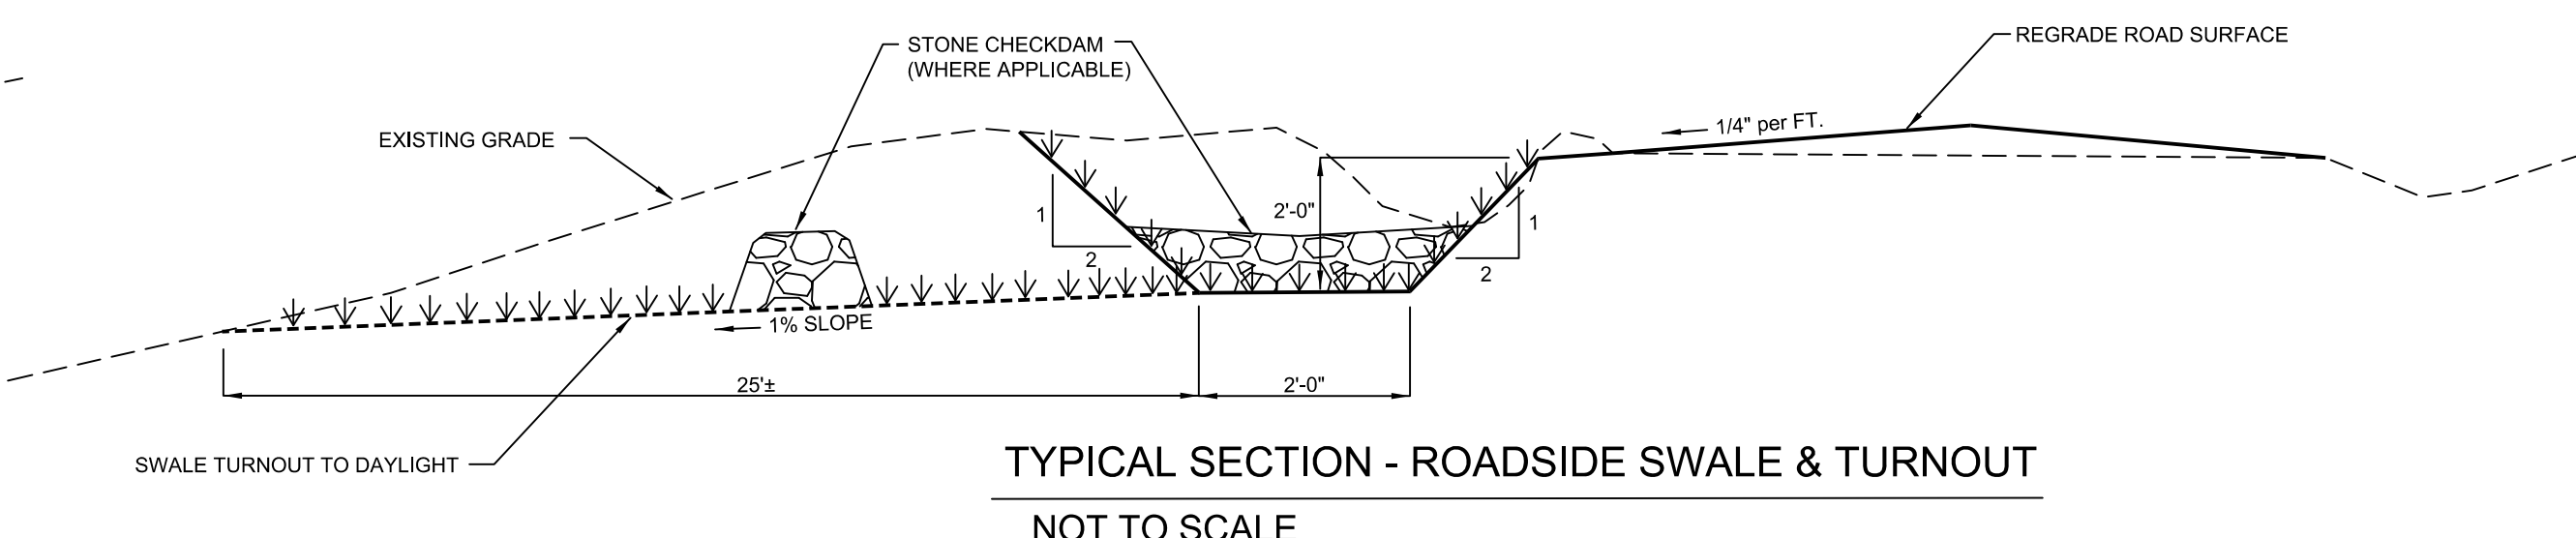 STONE CHECKDAM
(WHERE APPLICABLE)
REGRADE ROAD SURFACE
EXISTING GRADE
1/4" per FT.
1
2
2'-0"
1
2
1% SLOPE
25'±
2'-0"
SWALE TURNOUT TO DAYLIGHT
TYPICAL SECTION - ROADSIDE SWALE & TURNOUT
NOT TO SCALE